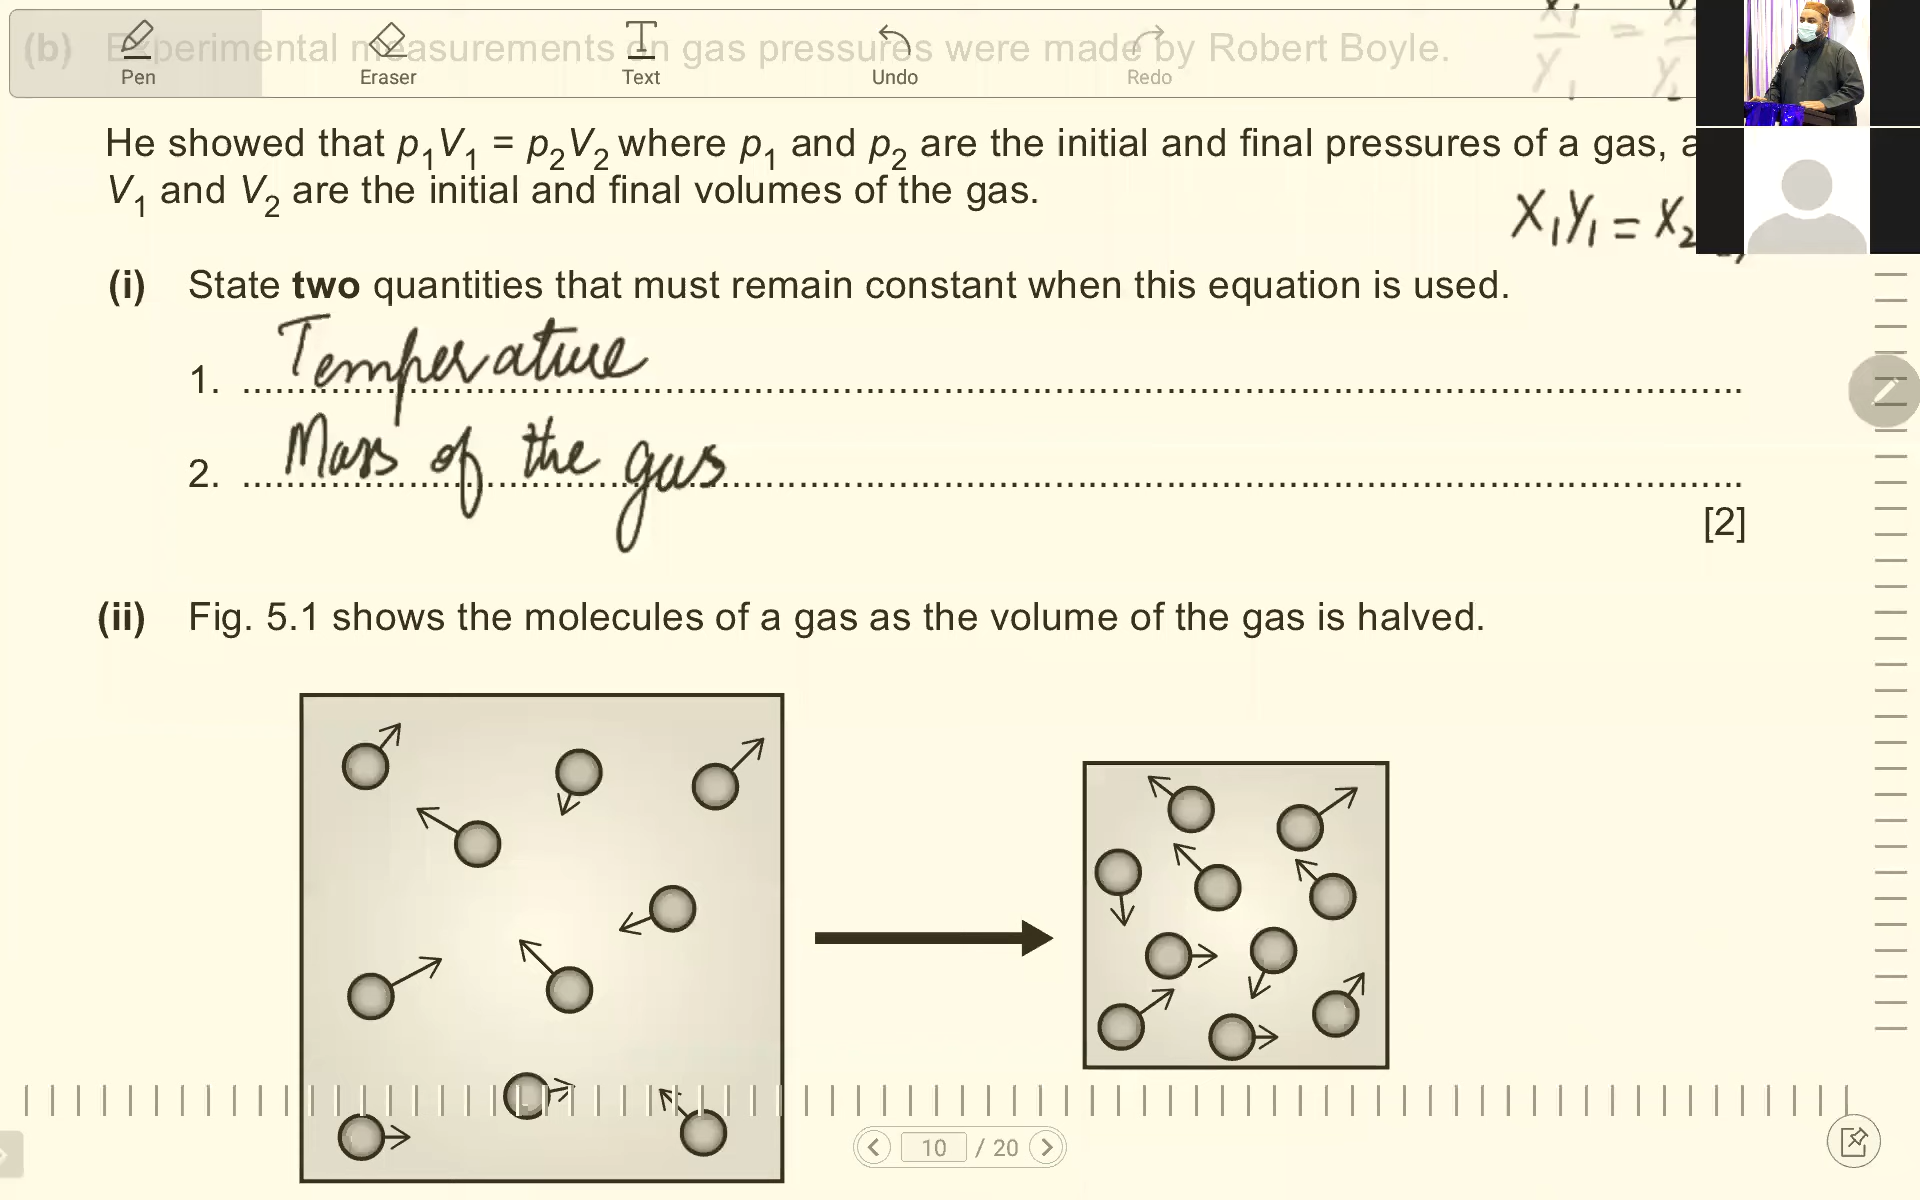 Pen Eraser Text Undo Redo
(b) Experimental measurements on gas pressures were made by Robert Boyle.
He showed that p₁V₁ = p₂V₂ where p₁ and p₂ are the initial and final pressures of a gas,
V₁ and V₂ are the initial and final volumes of the gas.
X₁Y₁ = X₂
(i) State two quantities that must remain constant when this equation is used.
1. Temperature
2. Mass of the gas
[2]
(ii) Fig. 5.1 shows the molecules of a gas as the volume of the gas is halved.
10 / 20